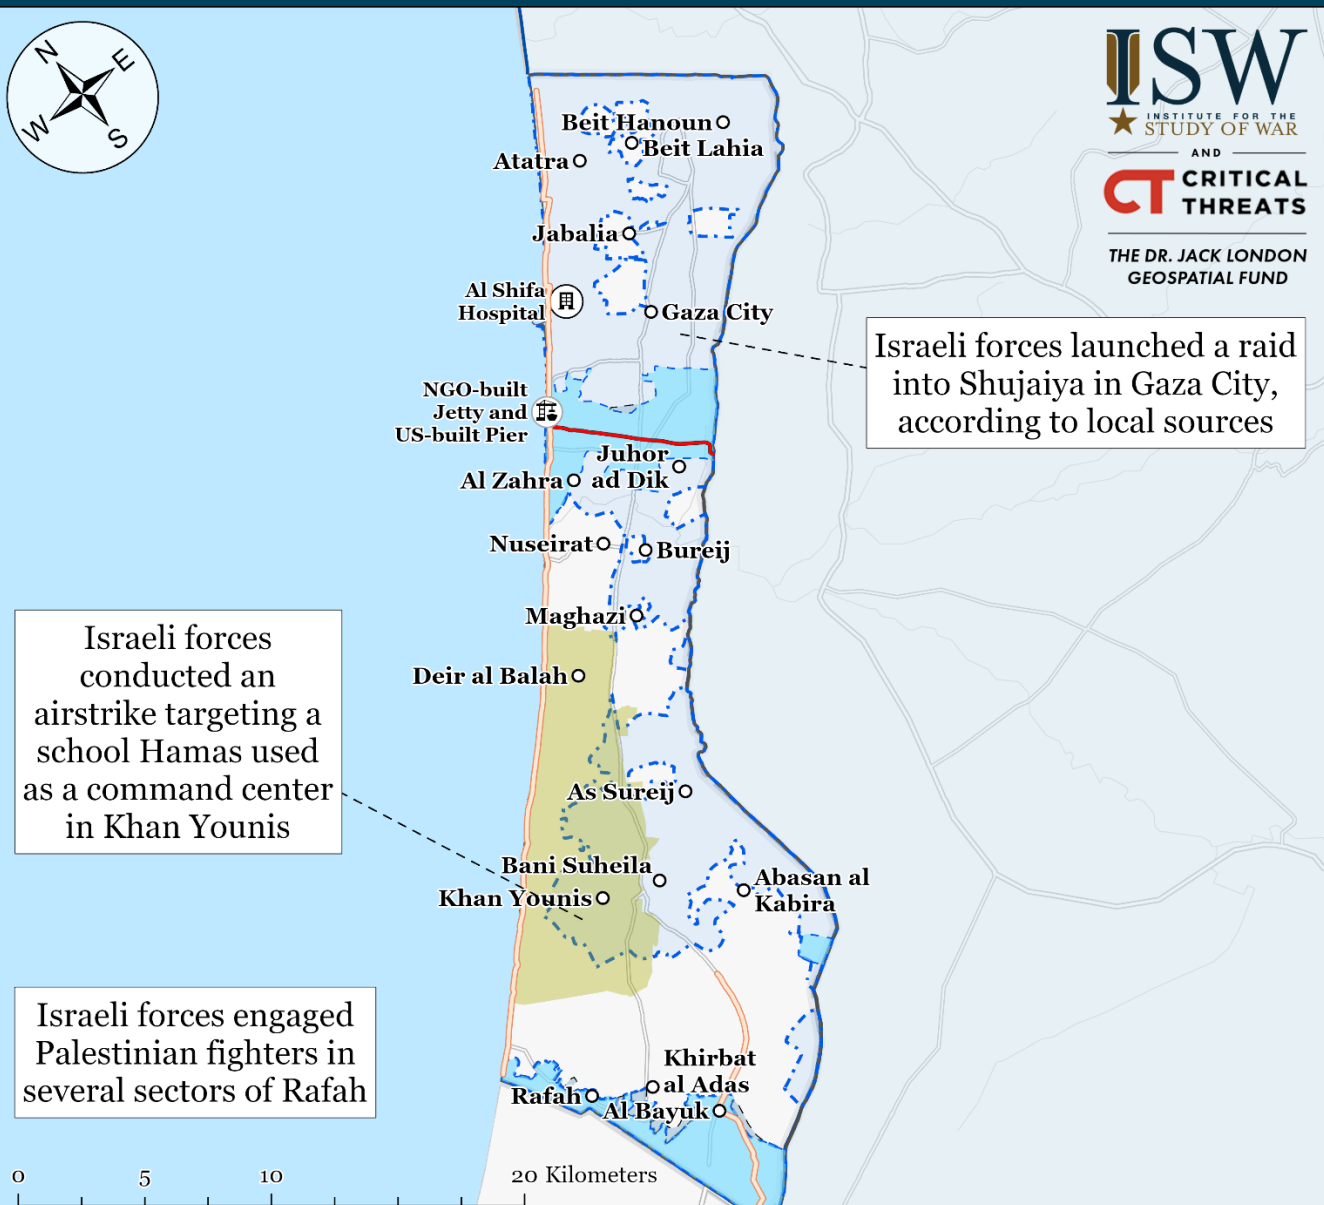 N
E
W
S
ISW
INSTITUTE FOR THE
STUDY OF WAR
AND
CT CRITICAL
THREATS
THE DR. JACK LONDON
GEOSPATIAL FUND
Beit Hanoun
Beit Lahia
Atatra
Jabalia
Al Shifa
Hospital
Gaza City
Israeli forces launched a raid
into Shujaiya in Gaza City,
according to local sources
NGO-built
Jetty and
US-built Pier
Juhor
ad Dik
Al Zahra
Nuseirat
Bureij
Maghazi
Deir al Balah
Israeli forces
conducted an
airstrike targeting a
school Hamas used
as a command center
in Khan Younis
As Sureij
Bani Suheila
Khan Younis
Abasan al
Kabira
Israeli forces engaged
Palestinian fighters in
several sectors of Rafah
Khirbat
al Adas
Rafah
Al Bayuk
0 5 10 20 Kilometers